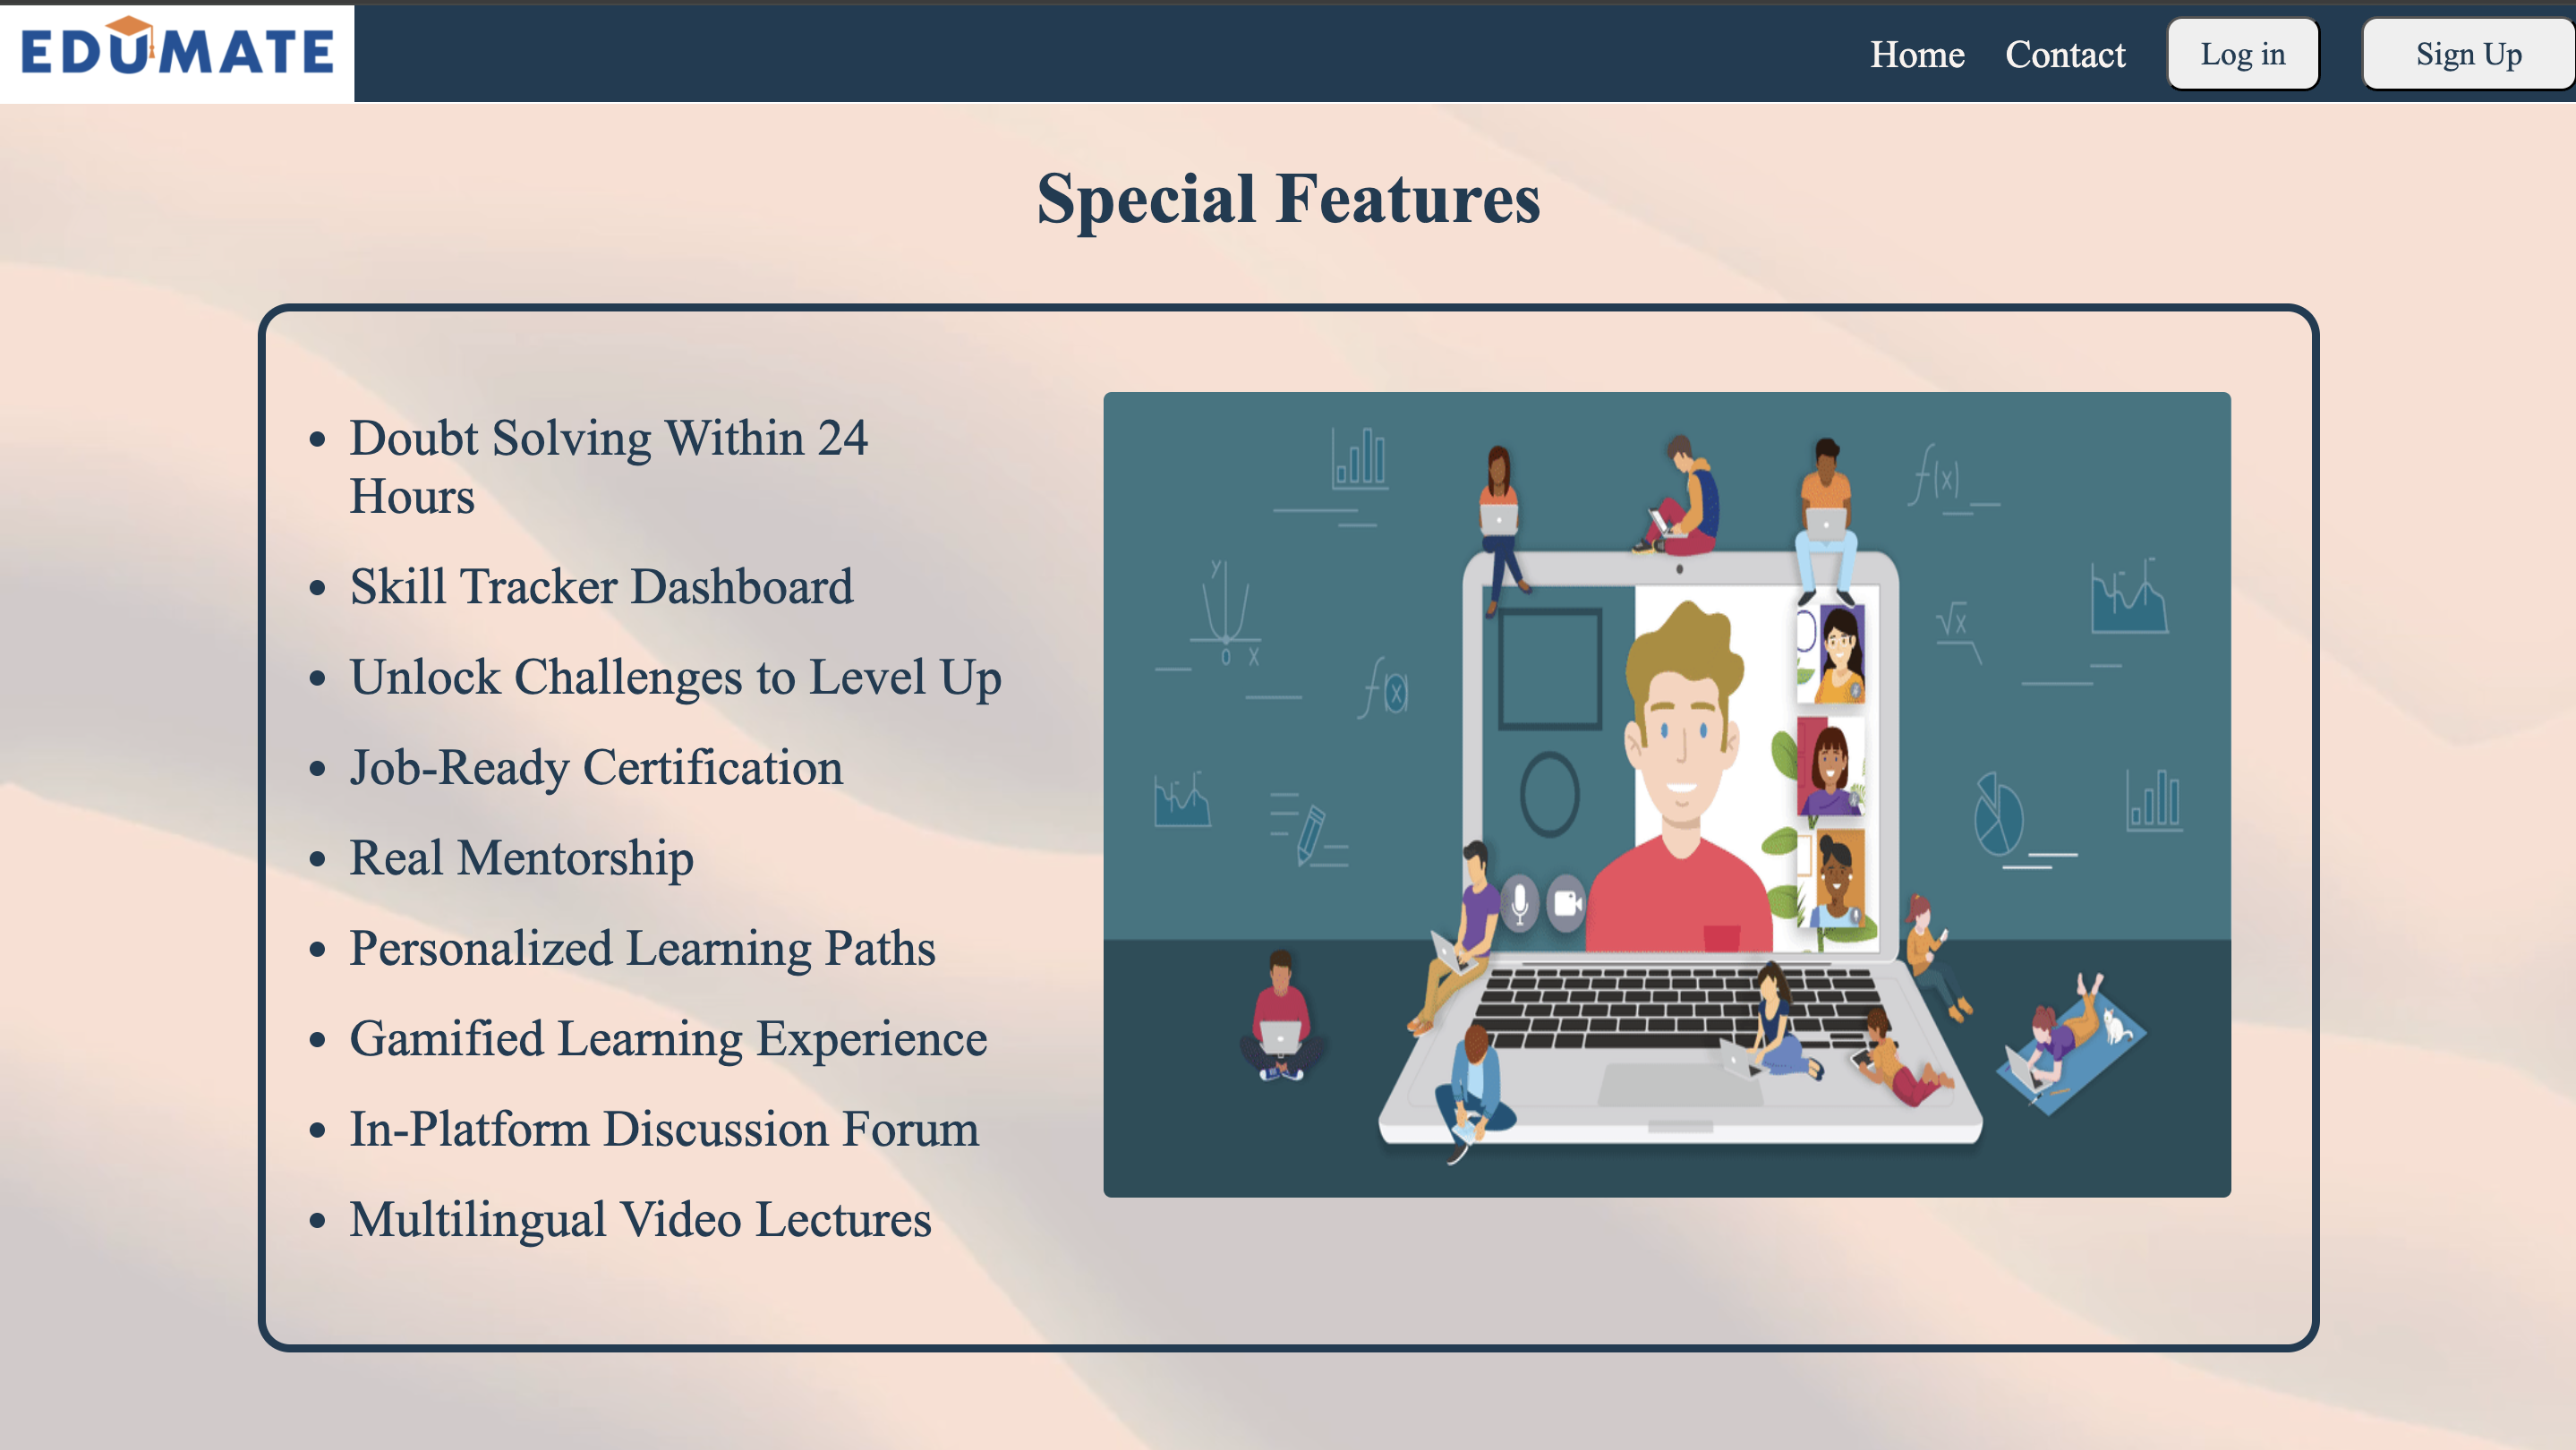 EDUMATE
Home Contact Log in Sign Up
Special Features
• Doubt Solving Within 24
Hours
• Skill Tracker Dashboard
• Unlock Challenges to Level Up
• Job-Ready Certification
• Real Mentorship
• Personalized Learning Paths
• Gamified Learning Experience
• In-Platform Discussion Forum
• Multilingual Video Lectures
f(x)
y
√x
0 x
f(x)